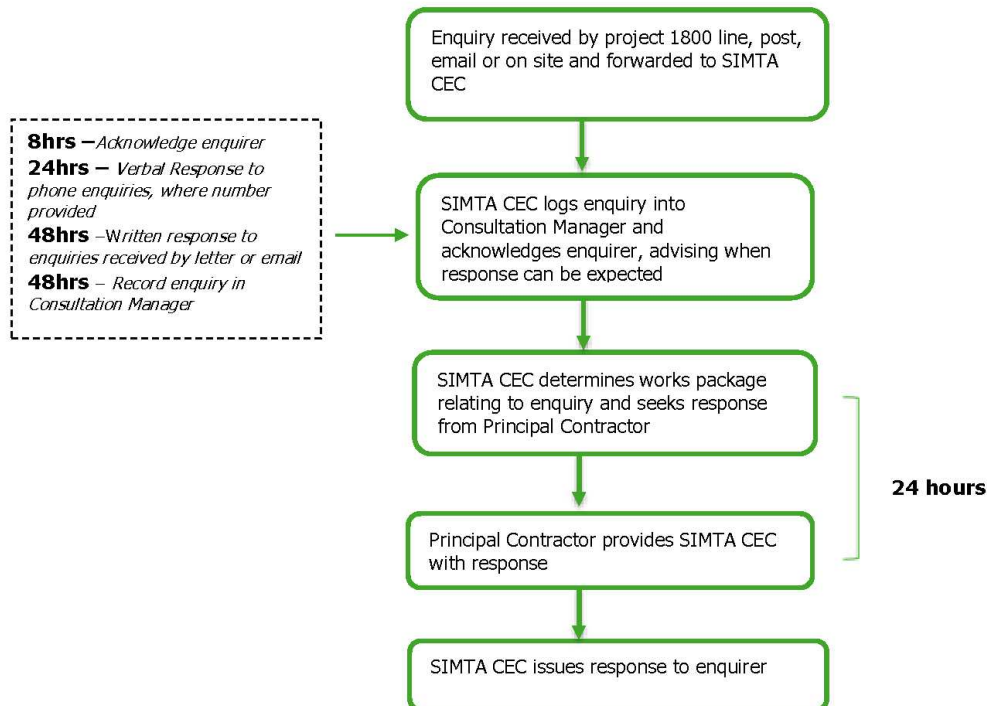 Enquiry received by project 1800 line, post,
email or on site and forwarded to SIMTA
CEC
8hrs –Acknowledge enquirer
24hrs – Verbal Response to
phone enquiries, where number
provided
48hrs –Written response to
enquiries received by letter or email
48hrs – Record enquiry in
Consultation Manager
SIMTA CEC logs enquiry into
Consultation Manager and
acknowledges enquirer, advising when
response can be expected
SIMTA CEC determines works package
relating to enquiry and seeks response
from Principal Contractor
24 hours
Principal Contractor provides SIMTA CEC
with response
SIMTA CEC issues response to enquirer